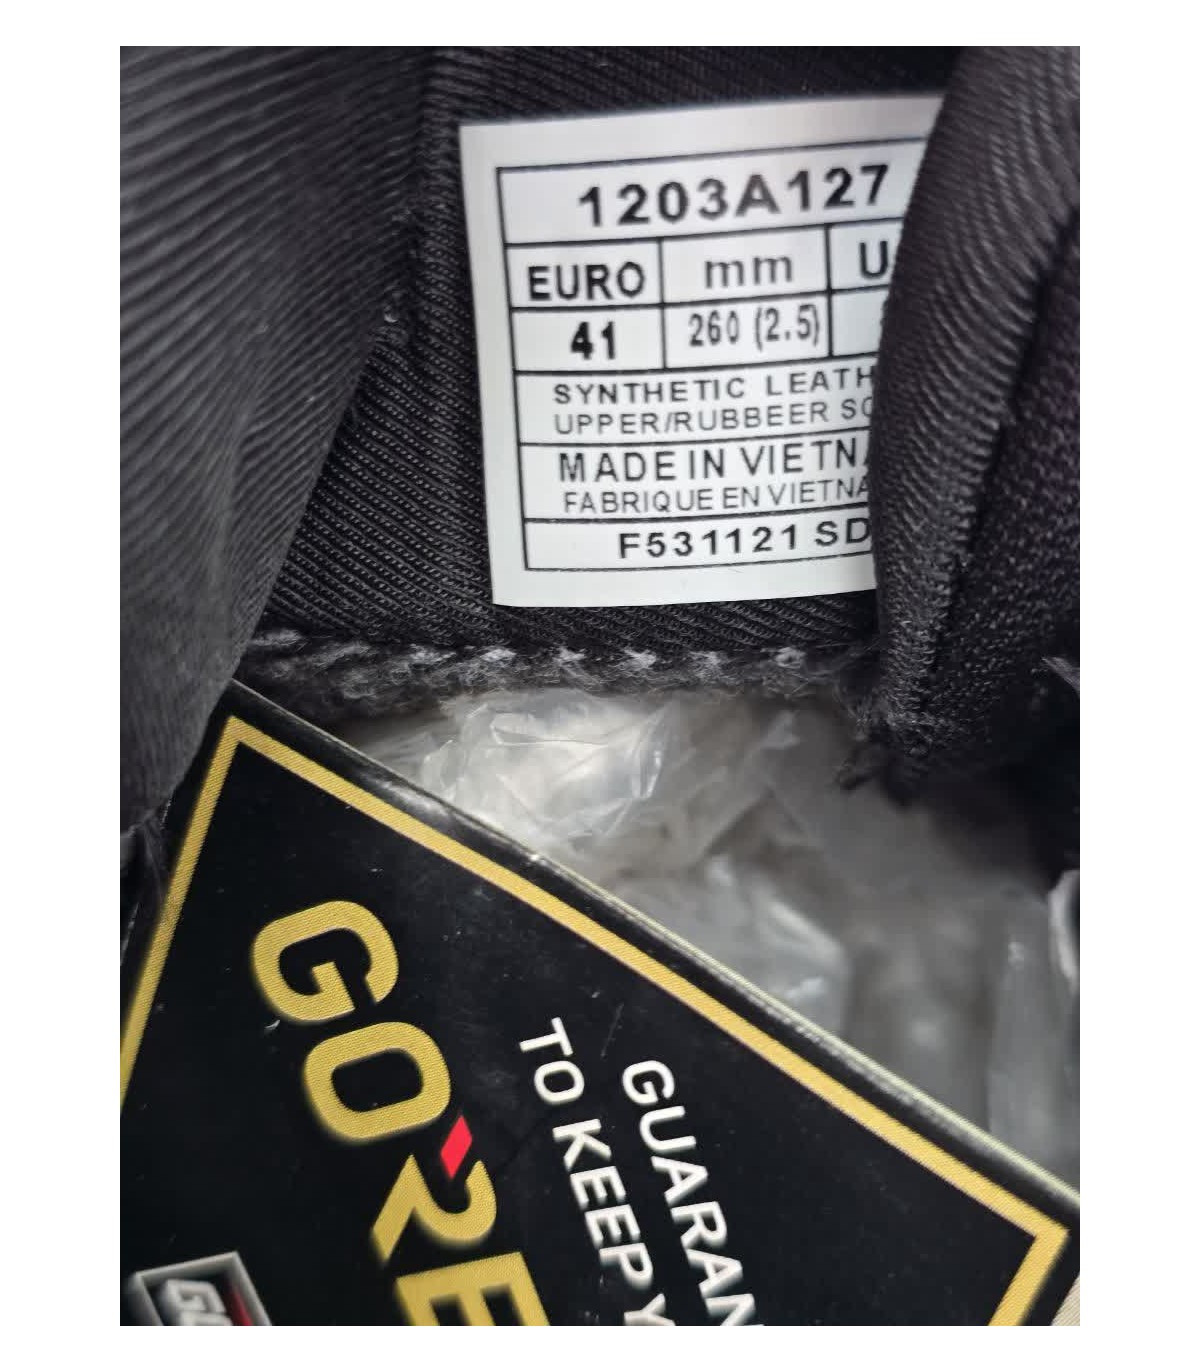 1203A127
EURO mm U
41 260 (2.5)
SYNTHETIC LEATH
UPPER/RUBBEER SO
MADE IN VIETNA
FABRIQUE EN VIETNA
F531121 SD
GORE
GUARAN
TO KEEP Y